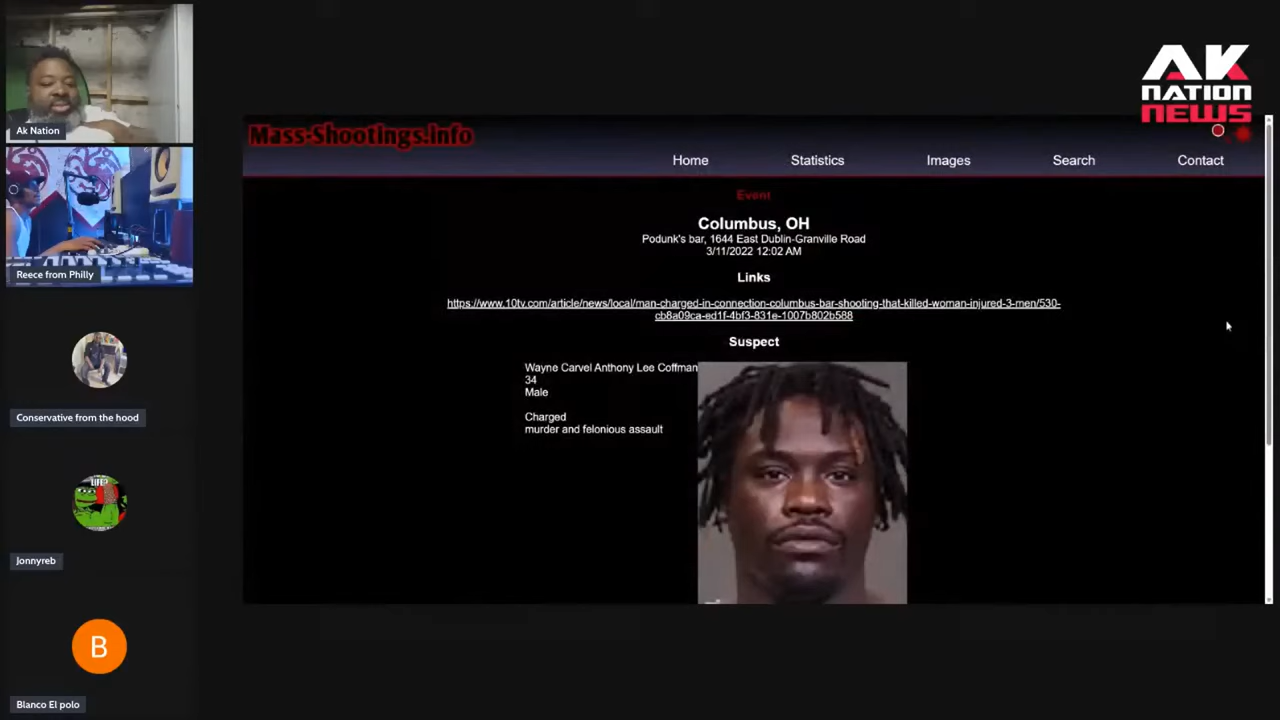 Ak Nation
Reece from Philly
Conservative from the hood
LIFE?
Jonnyreb
B
Blanco El polo
AK
NATION
NEWS
Mass-Shootings.info
Home
Statistics
Images
Search
Contact
Event
Columbus, OH
Podunk's bar, 1644 East Dublin-Granville Road
3/11/2022 12:02 AM
Links
https://www.10tv.com/article/news/local/man-charged-in-connection-columbus-bar-shooting-that-killed-woman-injured-3-men/530-
cb8a09ca-ed1f-4bf3-831e-1007b802b588
Suspect
Wayne Carvel Anthony Lee Coffman
34
Male
Charged
murder and felonious assault